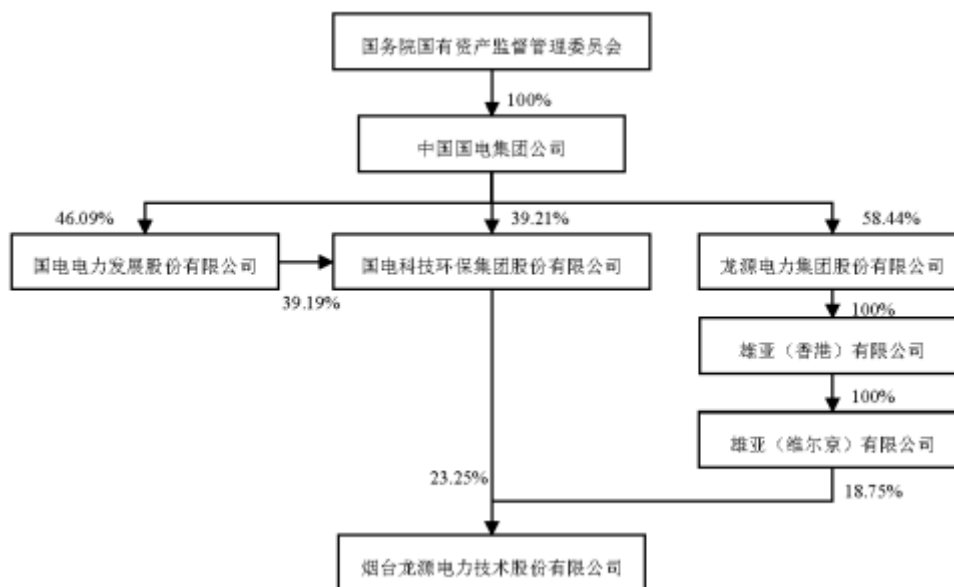 国务院国有资产监督管理委员会
100%
中国国电集团公司
46.09%
39.21%
58.44%
国电电力发展股份有限公司
国电科技环保集团股份有限公司
龙源电力集团股份有限公司
39.19%
100%
雄亚（香港）有限公司
100%
雄亚（维尔京）有限公司
23.25%
18.75%
烟台龙源电力技术股份有限公司